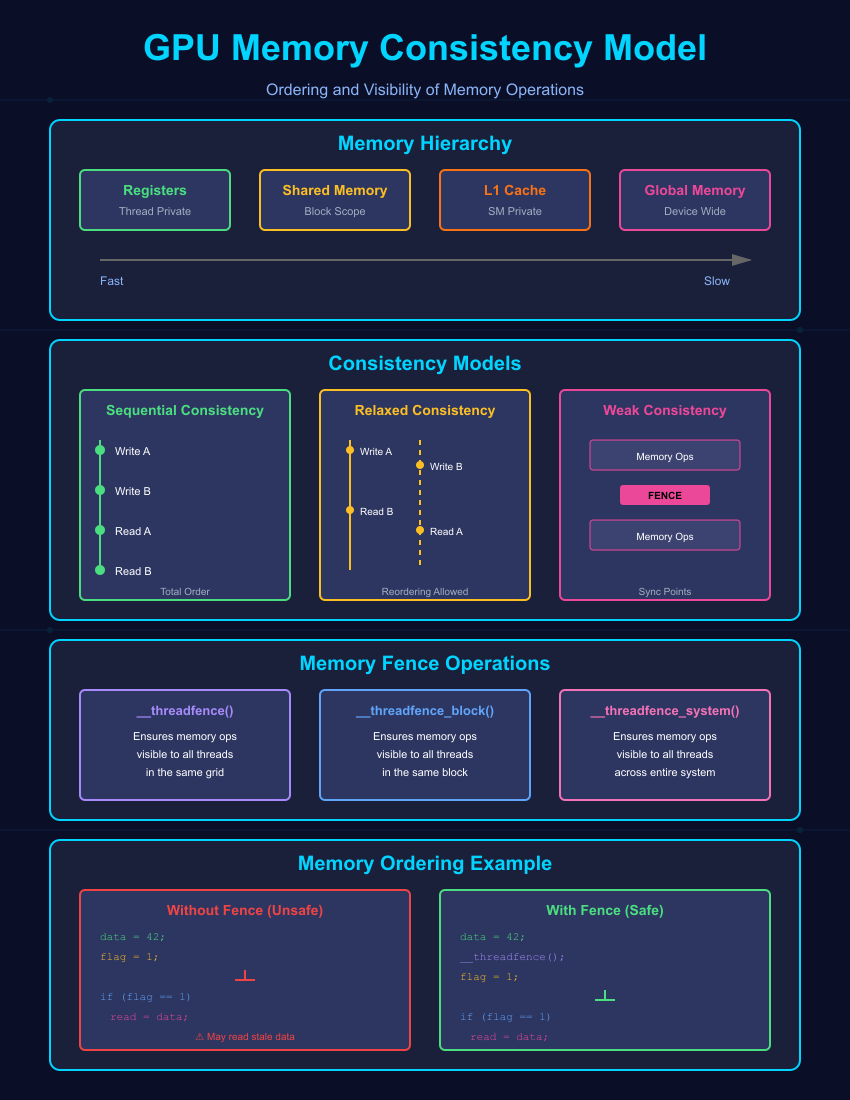 GPU Memory Consistency Model
Ordering and Visibility of Memory Operations
Memory Hierarchy
Registers
Thread Private
Shared Memory
Block Scope
L1 Cache
SM Private
Global Memory
Device Wide
Fast
Slow
Consistency Models
Sequential Consistency
Write A
Write B
Read A
Read B
Total Order
Relaxed Consistency
Write A
Write B
Read B
Read A
Reordering Allowed
Weak Consistency
Memory Ops
FENCE
Memory Ops
Sync Points
Memory Fence Operations
__threadfence()
Ensures memory ops
visible to all threads
in the same grid
__threadfence_block()
Ensures memory ops
visible to all threads
in the same block
__threadfence_system()
Ensures memory ops
visible to all threads
across entire system
Memory Ordering Example
Without Fence (Unsafe)
data = 42;
flag = 1;
if (flag == 1)
read = data;
⚠ May read stale data
With Fence (Safe)
data = 42;
__threadfence();
flag = 1;
if (flag == 1)
read = data;